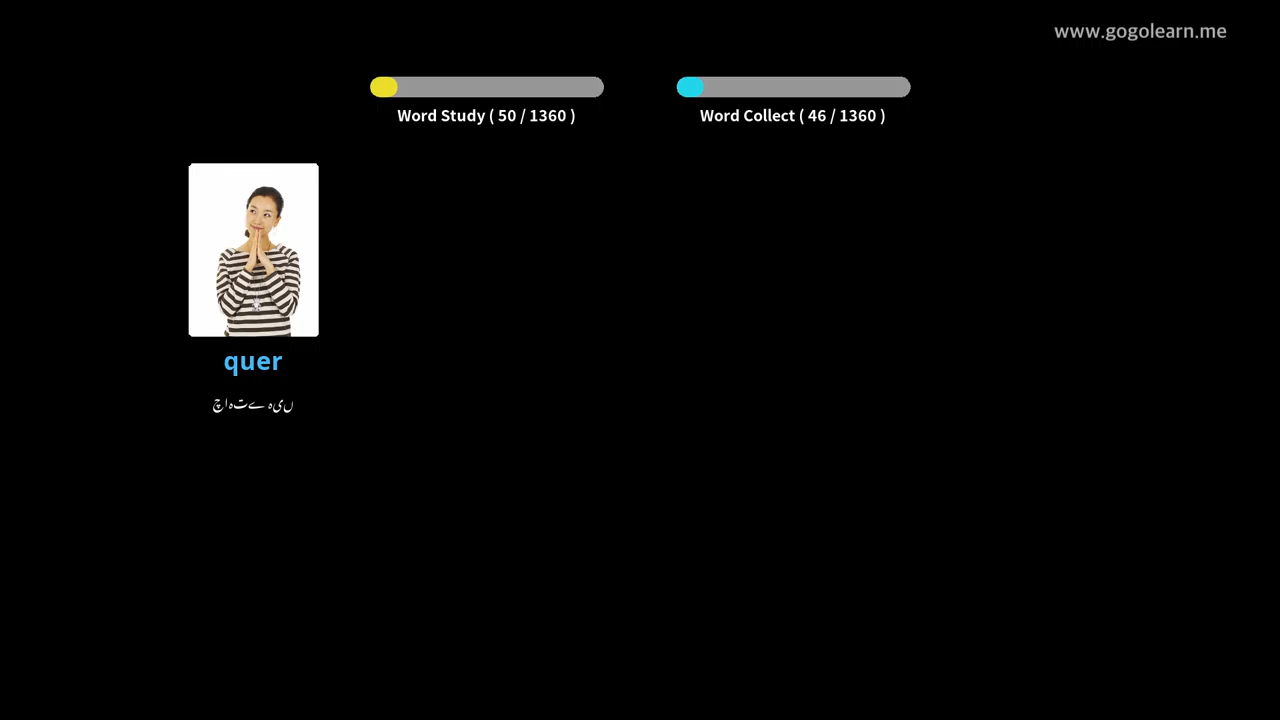 www.gogolearn.me
Word Study ( 50 / 1360 )
Word Collect ( 46 / 1360 )
quer
چاہتے ہیں